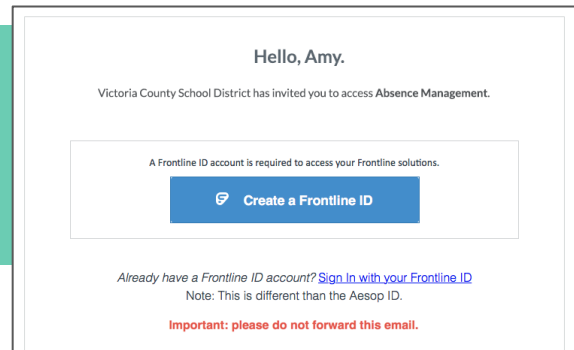 Hello, Amy.
Victoria County School District has invited you to access Absence Management.
A Frontline ID account is required to access your Frontline solutions.
Create a Frontline ID
Already have a Frontline ID account? Sign In with your Frontline ID
Note: This is different than the Aesop ID.
Important: please do not forward this email.